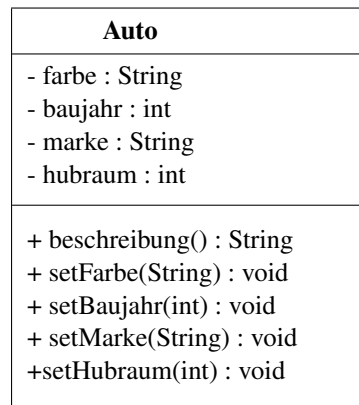 Auto
- farbe : String
- baujahr : int
- marke : String
- hubraum : int
+ beschreibung() : String
+ setFarbe(String) : void
+ setBaujahr(int) : void
+ setMarke(String) : void
+setHubraum(int) : void